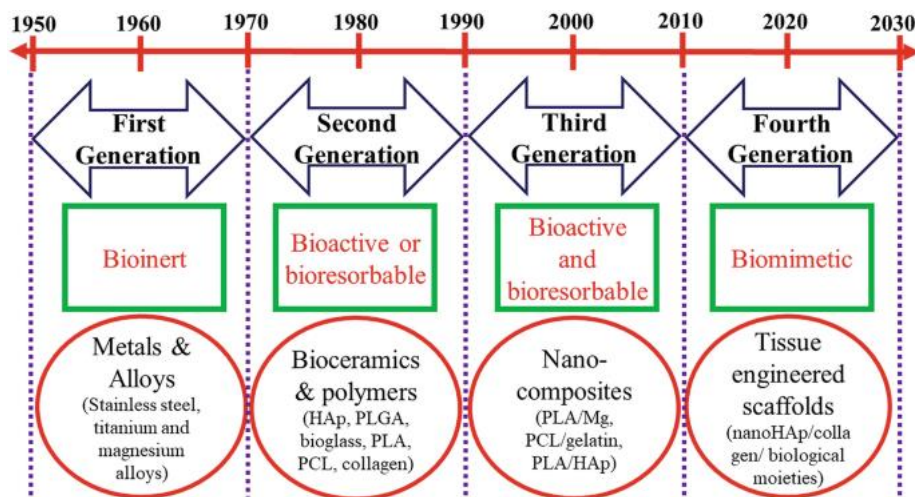 1950 1960 1970 1980 1990 2000 2010 2020 2030
First
Generation
Second
Generation
Third
Generation
Fourth
Generation
Bioinert
Bioactive or
bioresorbable
Bioactive
and
bioresorbable
Biomimetic
Metals &
Alloys
(Stainless steel,
titanium and
magnesium
alloys)
Bioceramics
& polymers
(HAp, PLGA,
bioglass, PLA,
PCL, collagen)
Nano-
composites
(PLA/Mg,
PCL/gelatin,
PLA/HAp)
Tissue
engineered
scaffolds
(nanoHAp/colla
gen/ biological
moieties)